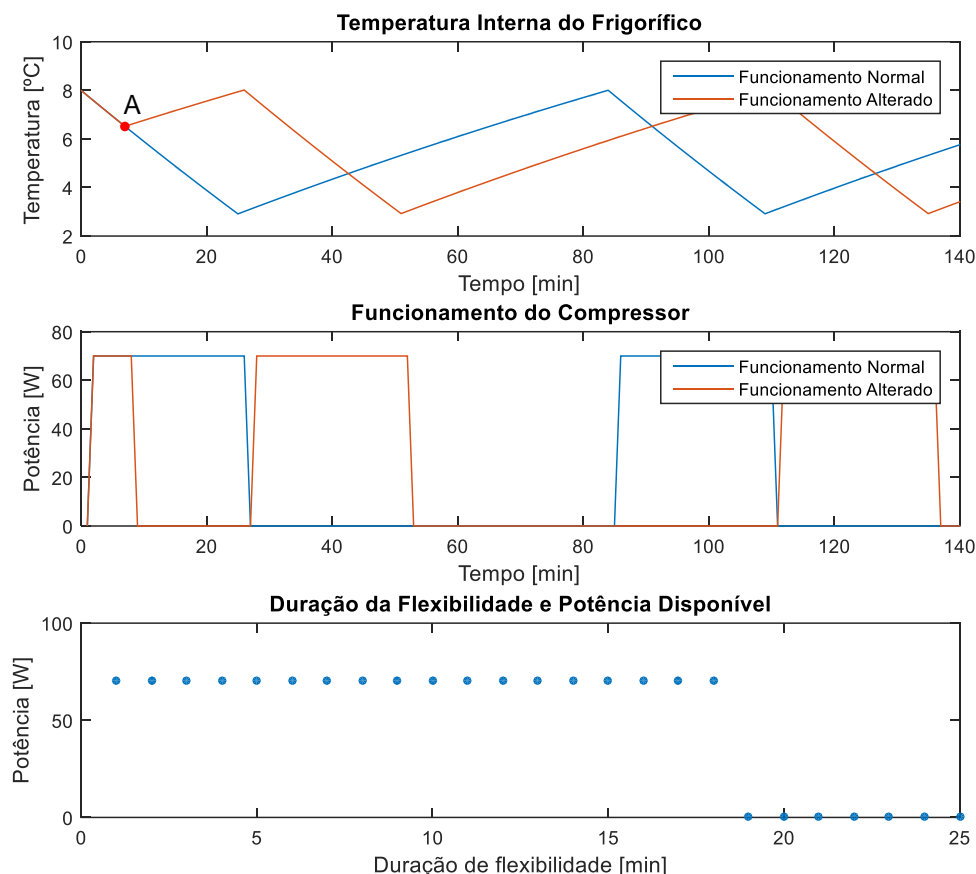 Temperatura Interna do Frigorífico
10
8
6
4
2
Temperatura [ºC]
A
Funcionamento Normal
Funcionamento Alterado
0 20 40 60 80 100 120 140
Tempo [min]
Funcionamento do Compressor
80
60
40
20
0
Potência [W]
Funcionamento Normal
Funcionamento Alterado
0 20 40 60 80 100 120 140
Tempo [min]
Duração da Flexibilidade e Potência Disponível
100
50
0
Potência [W]
0 5 10 15 20 25
Duração de flexibilidade [min]